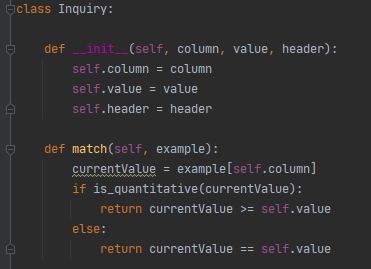 class Inquiry:
    def __init__(self, column, value, header):
        self.column = column
        self.value = value
        self.header = header
    def match(self, example):
        currentValue = example[self.column]
        if is_quantitative(currentValue):
            return currentValue >= self.value
        else:
            return currentValue == self.value